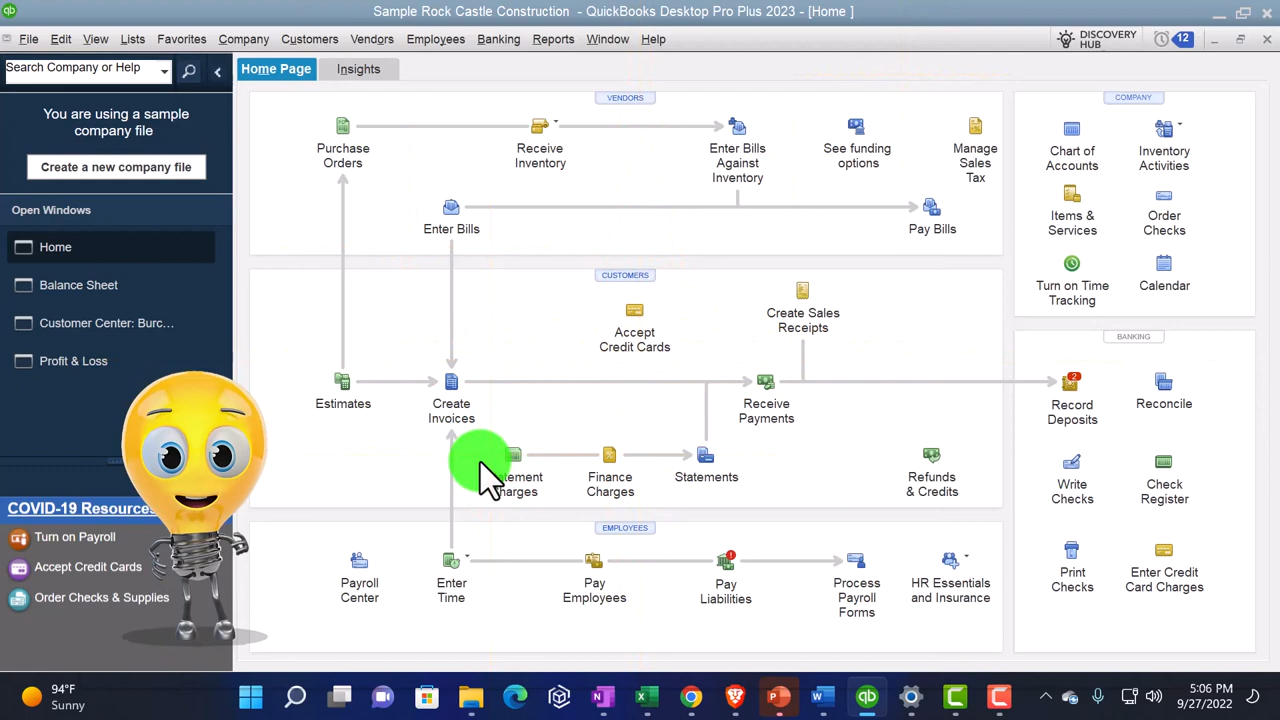 Sample Rock Castle Construction - QuickBooks Desktop Pro Plus 2023 - [Home ]
File Edit View Lists Favorites Company Customers Vendors Employees Banking Reports Window Help
DISCOVERY
HUB
12
Search Company or Help
Home Page Insights
You are using a sample
company file
Create a new company file
Open Windows
Home
Balance Sheet
Customer Center: Burc...
Profit & Loss
COVID-19 Resources
Turn on Payroll
Accept Credit Cards
Order Checks & Supplies
VENDORS
Purchase
Orders
Receive
Inventory
Enter Bills
Against
Inventory
See funding
options
Manage
Sales
Tax
Enter Bills
Pay Bills
CUSTOMERS
Accept
Credit Cards
Create Sales
Receipts
Estimates
Create
Invoices
Receive
Payments
Finance
Charges
Statements
Refunds
& Credits
EMPLOYEES
Payroll
Center
Enter
Time
Pay
Employees
Pay
Liabilities
Process
Payroll
Forms
HR Essentials
and Insurance
COMPANY
Chart of
Accounts
Inventory
Activities
Items &
Services
Order
Checks
Turn on Time
Tracking
Calendar
BANKING
2
Record
Deposits
Reconcile
Write
Checks
Check
Register
Print
Checks
Enter Credit
Card Charges
94°F
Sunny
5:06 PM
9/27/2022